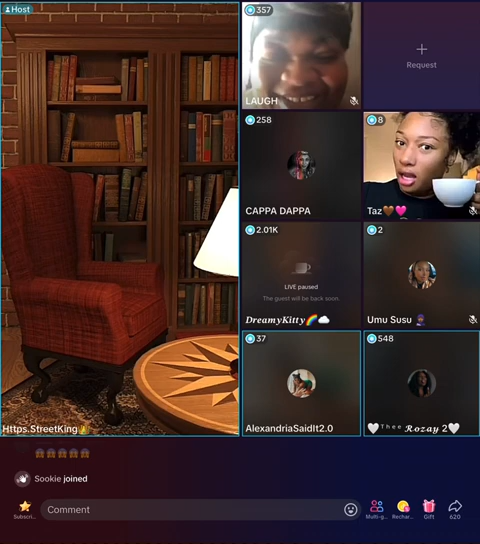 Host
357
LAUGH
Request
258
CAPPA DAPPA
8
Taz🤎🩷
2.01K
LIVE paused
The guest will be back soon.
DreamyKitty🌈☁️
2
Umu Susu
37
AlexandriaSaidIt2.0
548
🤍ᵀʰᵉᵉ Rozay 2🤍
Https.StreetKing
Sookie joined
Subscri...
Comment
Multi-g...
Rechar...
Gift
620